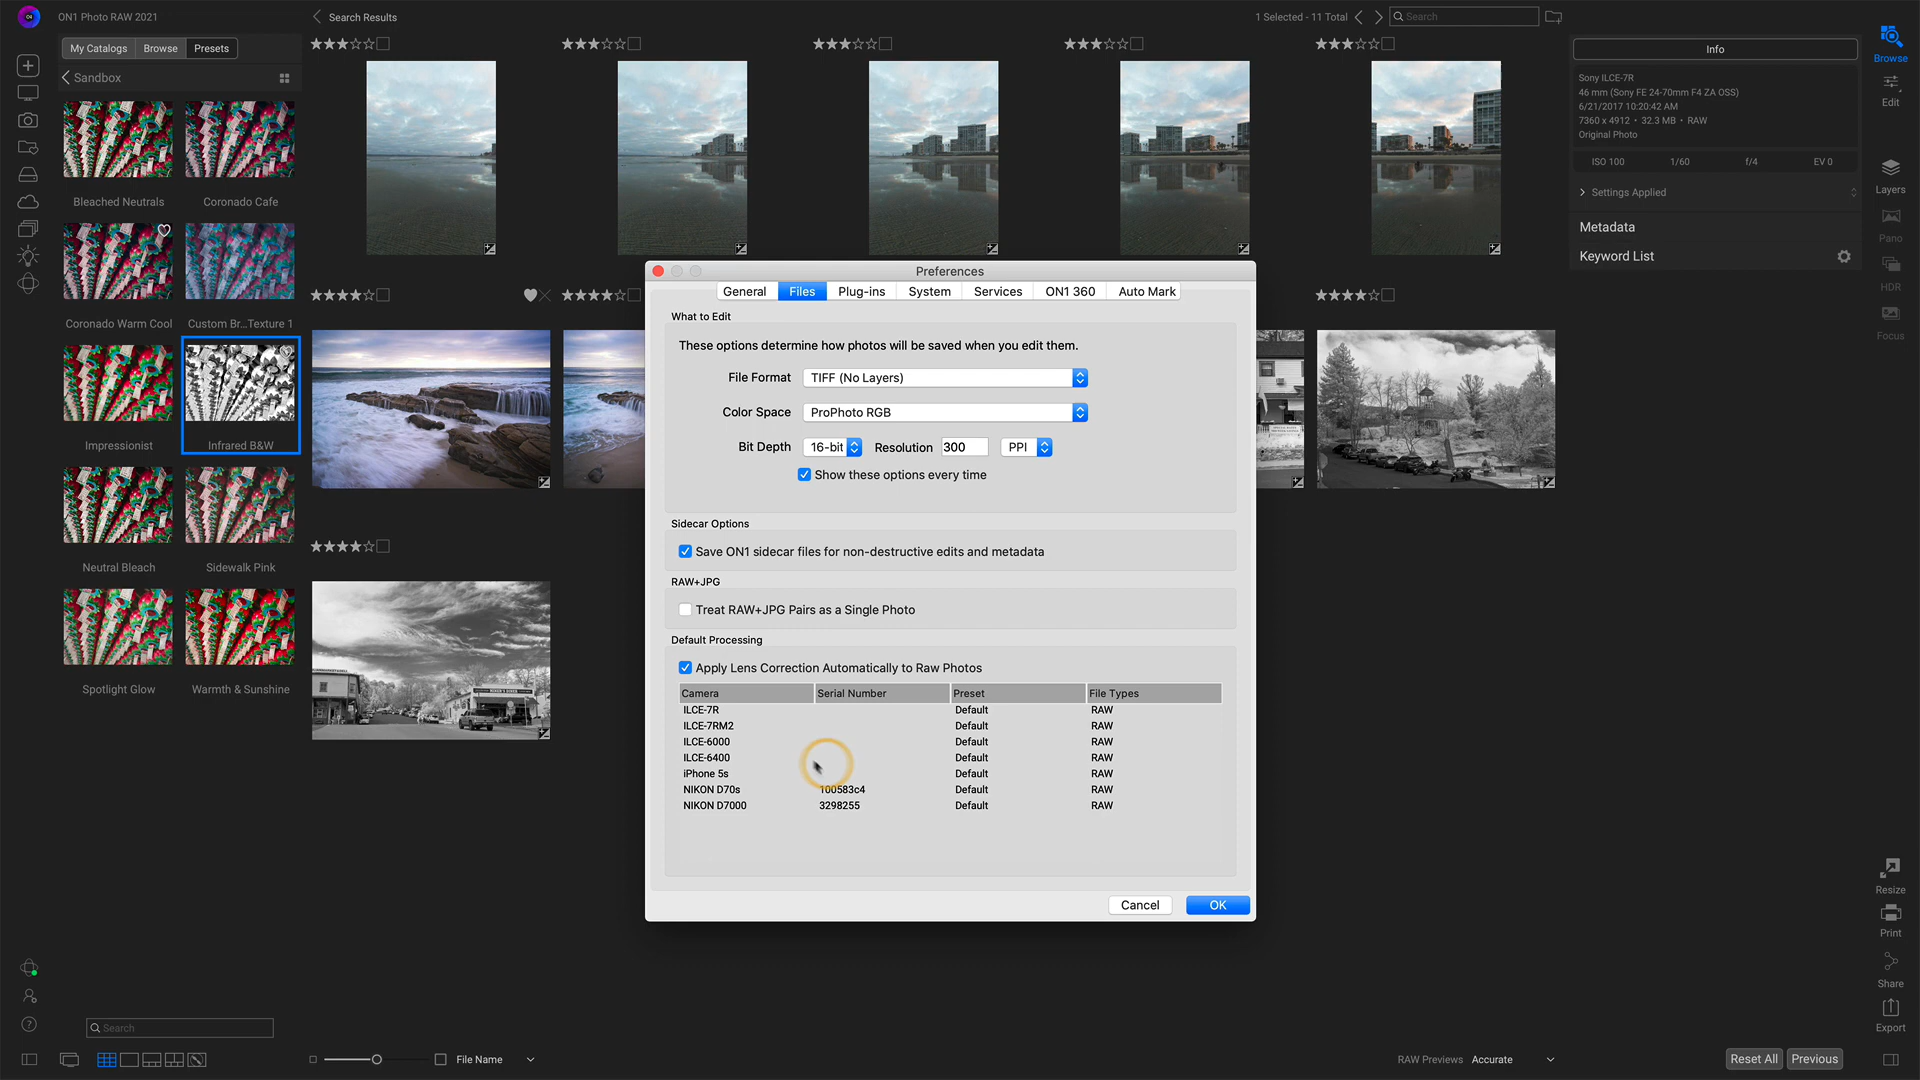 ON1 Photo RAW 2021
Search Results
1 Selected - 11 Total
Search
My Catalogs
Browse
Presets
Sandbox
Bleached Neutrals
Coronado Cafe
Coronado Warm Cool
Custom Br...Texture 1
Impressionist
Infrared B&W
Neutral Bleach
Sidewalk Pink
Spotlight Glow
Warmth & Sunshine
Search
Info
Sony ILCE-7R
46 mm (Sony FE 24-70mm F4 ZA OSS)
6/21/2017 10:20:42 AM
7360 x 4912 • 32.3 MB • RAW
Original Photo
ISO 100
1/60
f/4
EV 0
Settings Applied
Metadata
Keyword List
Browse
Edit
Layers
Pano
HDR
Focus
Resize
Print
Share
Export
Preferences
General
Files
Plug-ins
System
Services
ON1 360
Auto Mark
What to Edit
These options determine how photos will be saved when you edit them.
File Format TIFF (No Layers)
Color Space ProPhoto RGB
Bit Depth 16-bit Resolution 300 PPI
Show these options every time
Sidecar Options
Save ON1 sidecar files for non-destructive edits and metadata
RAW+JPG
Treat RAW+JPG Pairs as a Single Photo
Default Processing
Apply Lens Correction Automatically to Raw Photos
Camera Serial Number Preset File Types
ILCE-7R Default RAW
ILCE-7RM2 Default RAW
ILCE-6000 Default RAW
ILCE-6400 Default RAW
iPhone 5s Default RAW
NIKON D70s 100583c4 Default RAW
NIKON D7000 3298255 Default RAW
Cancel
OK
File Name
RAW Previews Accurate
Reset All
Previous